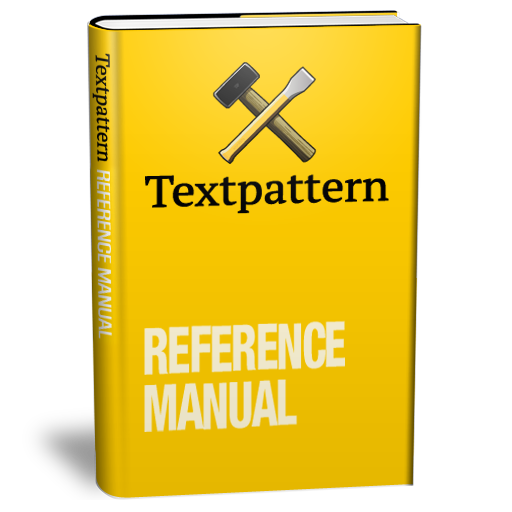 Textpattern REFERENCE MANUAL
Textpattern
REFERENCE
MANUAL